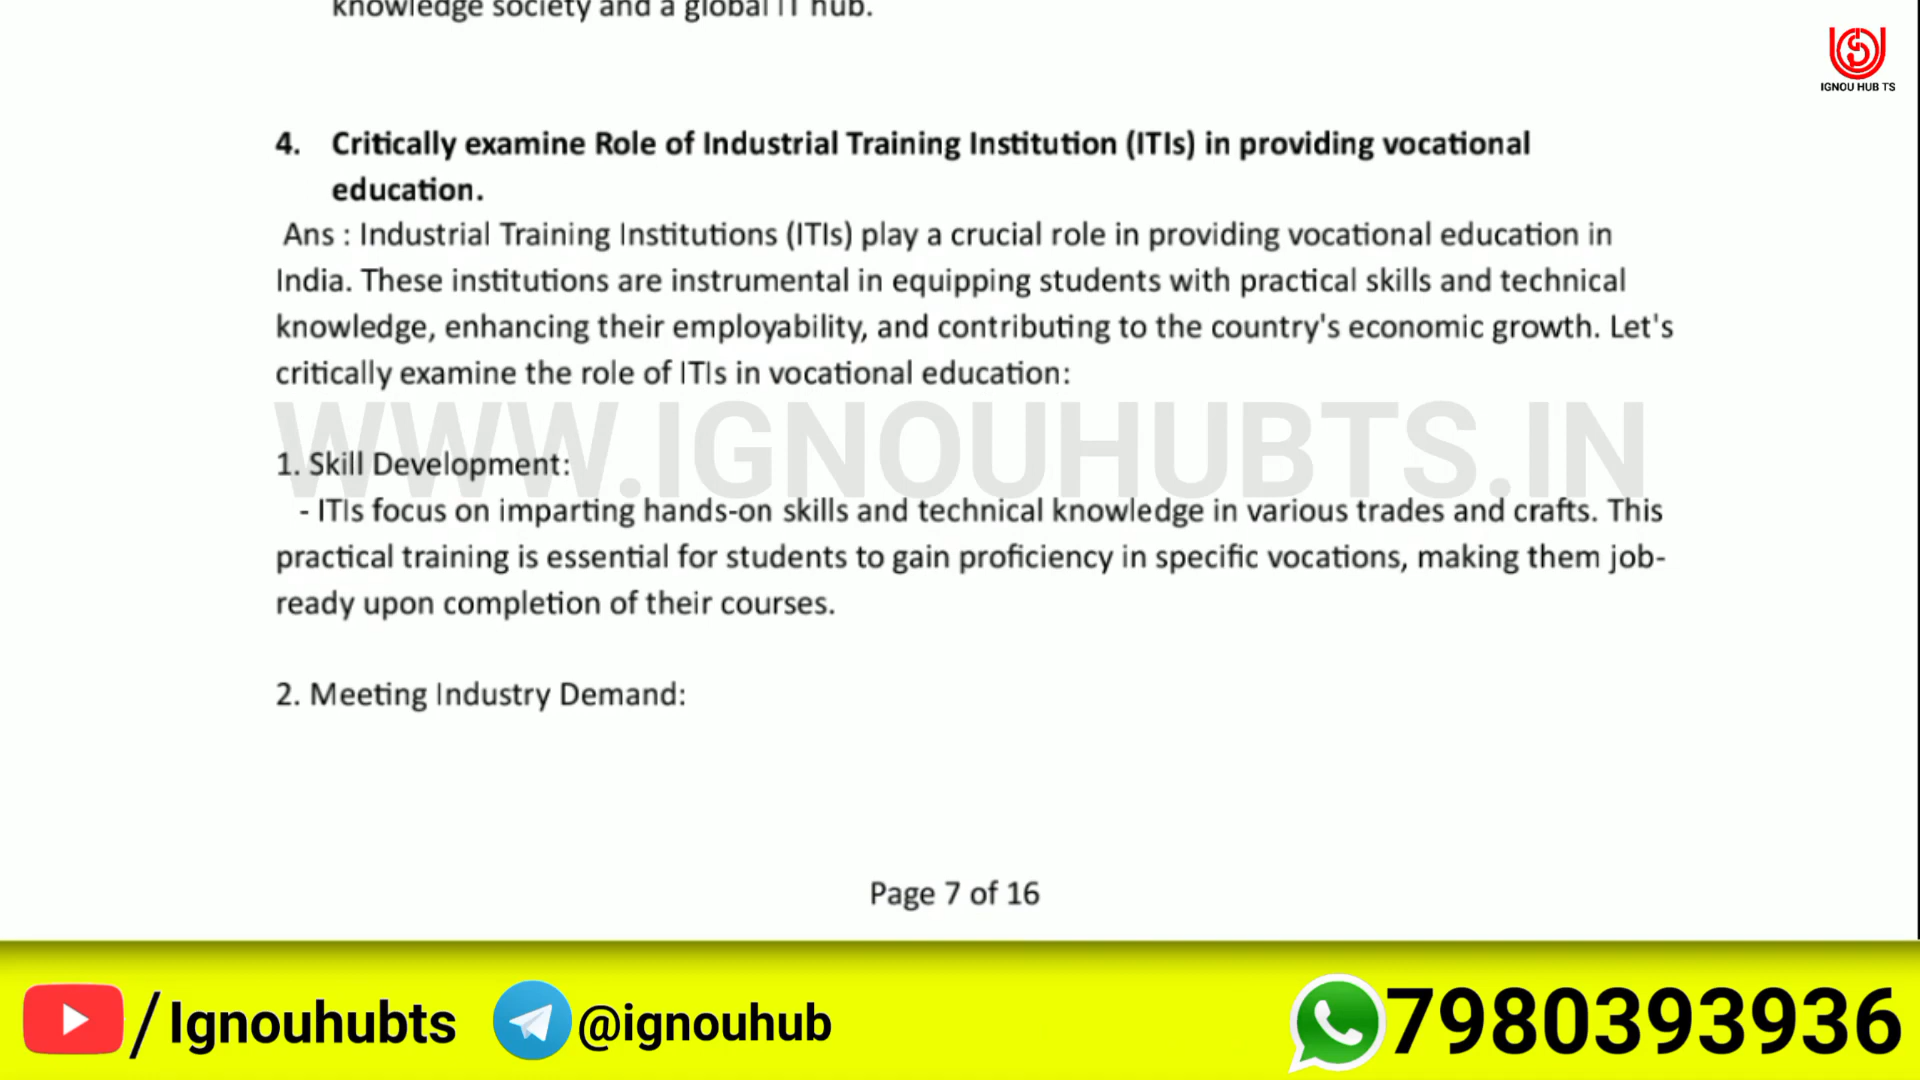 knowledge society and a global IT hub.
IGNOU HUB TS
4. Critically examine Role of Industrial Training Institution (ITIs) in providing vocational
education.
Ans : Industrial Training Institutions (ITIs) play a crucial role in providing vocational education in
India. These institutions are instrumental in equipping students with practical skills and technical
knowledge, enhancing their employability, and contributing to the country's economic growth. Let's
critically examine the role of ITIs in vocational education:
WWW.IGNOUHUBTS.IN
1. Skill Development:
- ITIs focus on imparting hands-on skills and technical knowledge in various trades and crafts. This
practical training is essential for students to gain proficiency in specific vocations, making them job-
ready upon completion of their courses.
2. Meeting Industry Demand:
Page 7 of 16
/Ignouhubts @ignouhub 7980393936